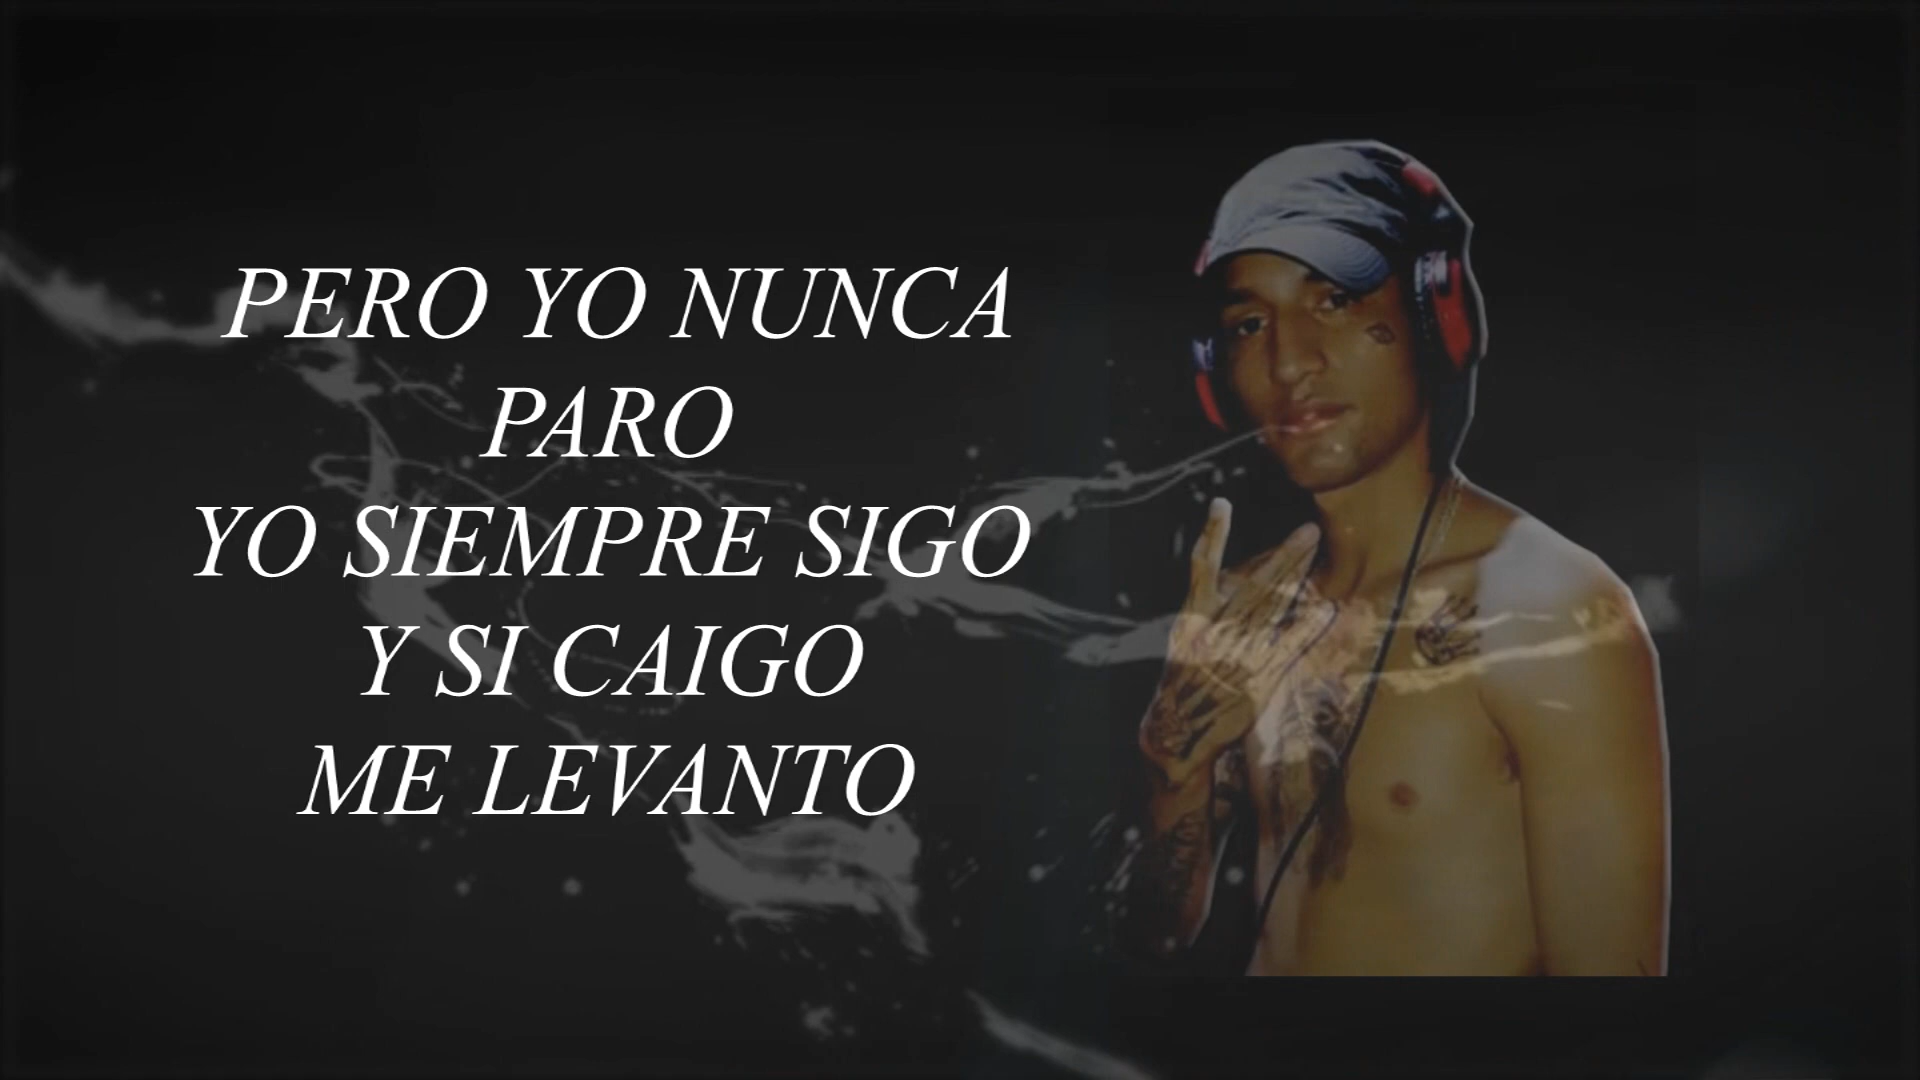 PERO YO NUNCA
PARO
YO SIEMPRE SIGO
Y SI CAIGO
ME LEVANTO